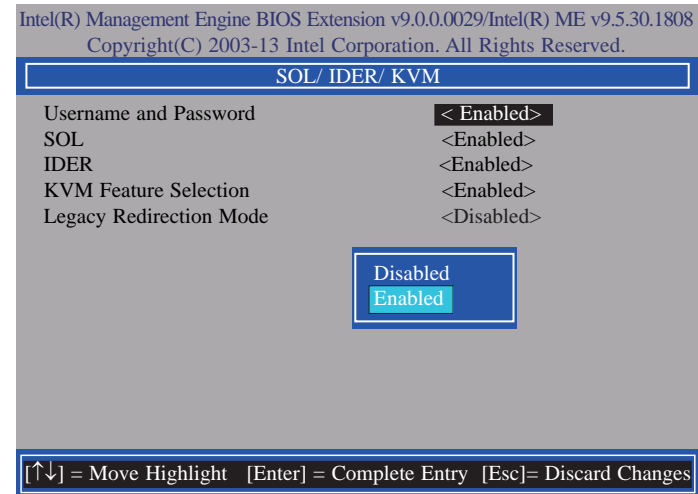 Intel(R) Management Engine BIOS Extension v9.0.0.0029/Intel(R) ME v9.5.30.1808
Copyright(C) 2003-13 Intel Corporation. All Rights Reserved.
SOL/ IDER/ KVM
Username and Password < Enabled>
SOL <Enabled>
IDER <Enabled>
KVM Feature Selection <Enabled>
Legacy Redirection Mode <Disabled>
Disabled
Enabled
[↑↓] = Move Highlight [Enter] = Complete Entry [Esc]= Discard Changes